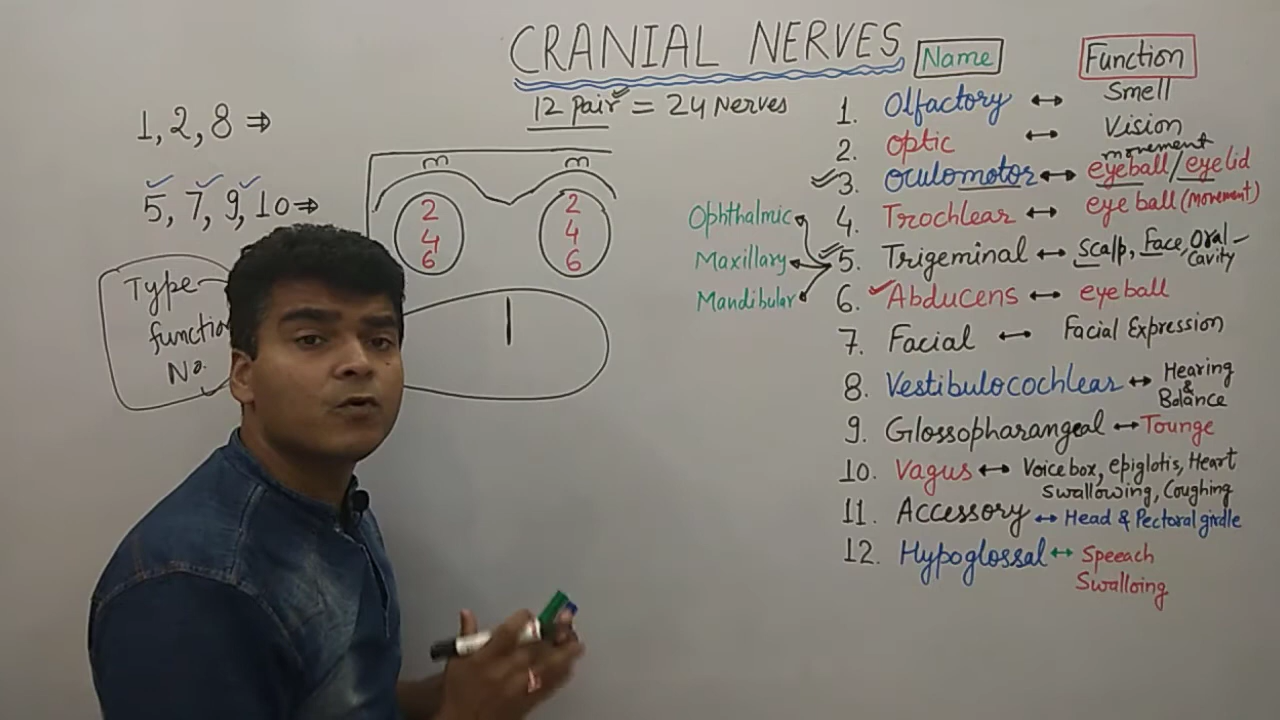 CRANIAL NERVES
12 Pair = 24 Nerves
1, 2, 8 ⇒
5, 7, 9, 10 ⇒
Type
function
No.
m m
2 2
4 4
6 6
Name Function
1. Olfactory ↔ Smell
2. Optic ↔ Vision
movement
3. Oculomotor ↔ eyeball/eyelid
4. Trochlear ↔ eye ball (movement)
Ophthalmic
Maxillary
Mandibular
5. Trigeminal ↔ Scalp, Face, Oral-
Cavity
6. Abducens ↔ eyeball
7. Facial ↔ Facial Expression
8. Vestibulocochlear ↔ Hearing
&
Balance
9. Glossopharangeal ↔ Tounge
10. Vagus ↔ Voice box, epiglotis, Heart
Swallowing, Coughing
11. Accessory ↔ Head & Pectoral girdle
12. Hypoglossal ↔ Speeach
Swalloing